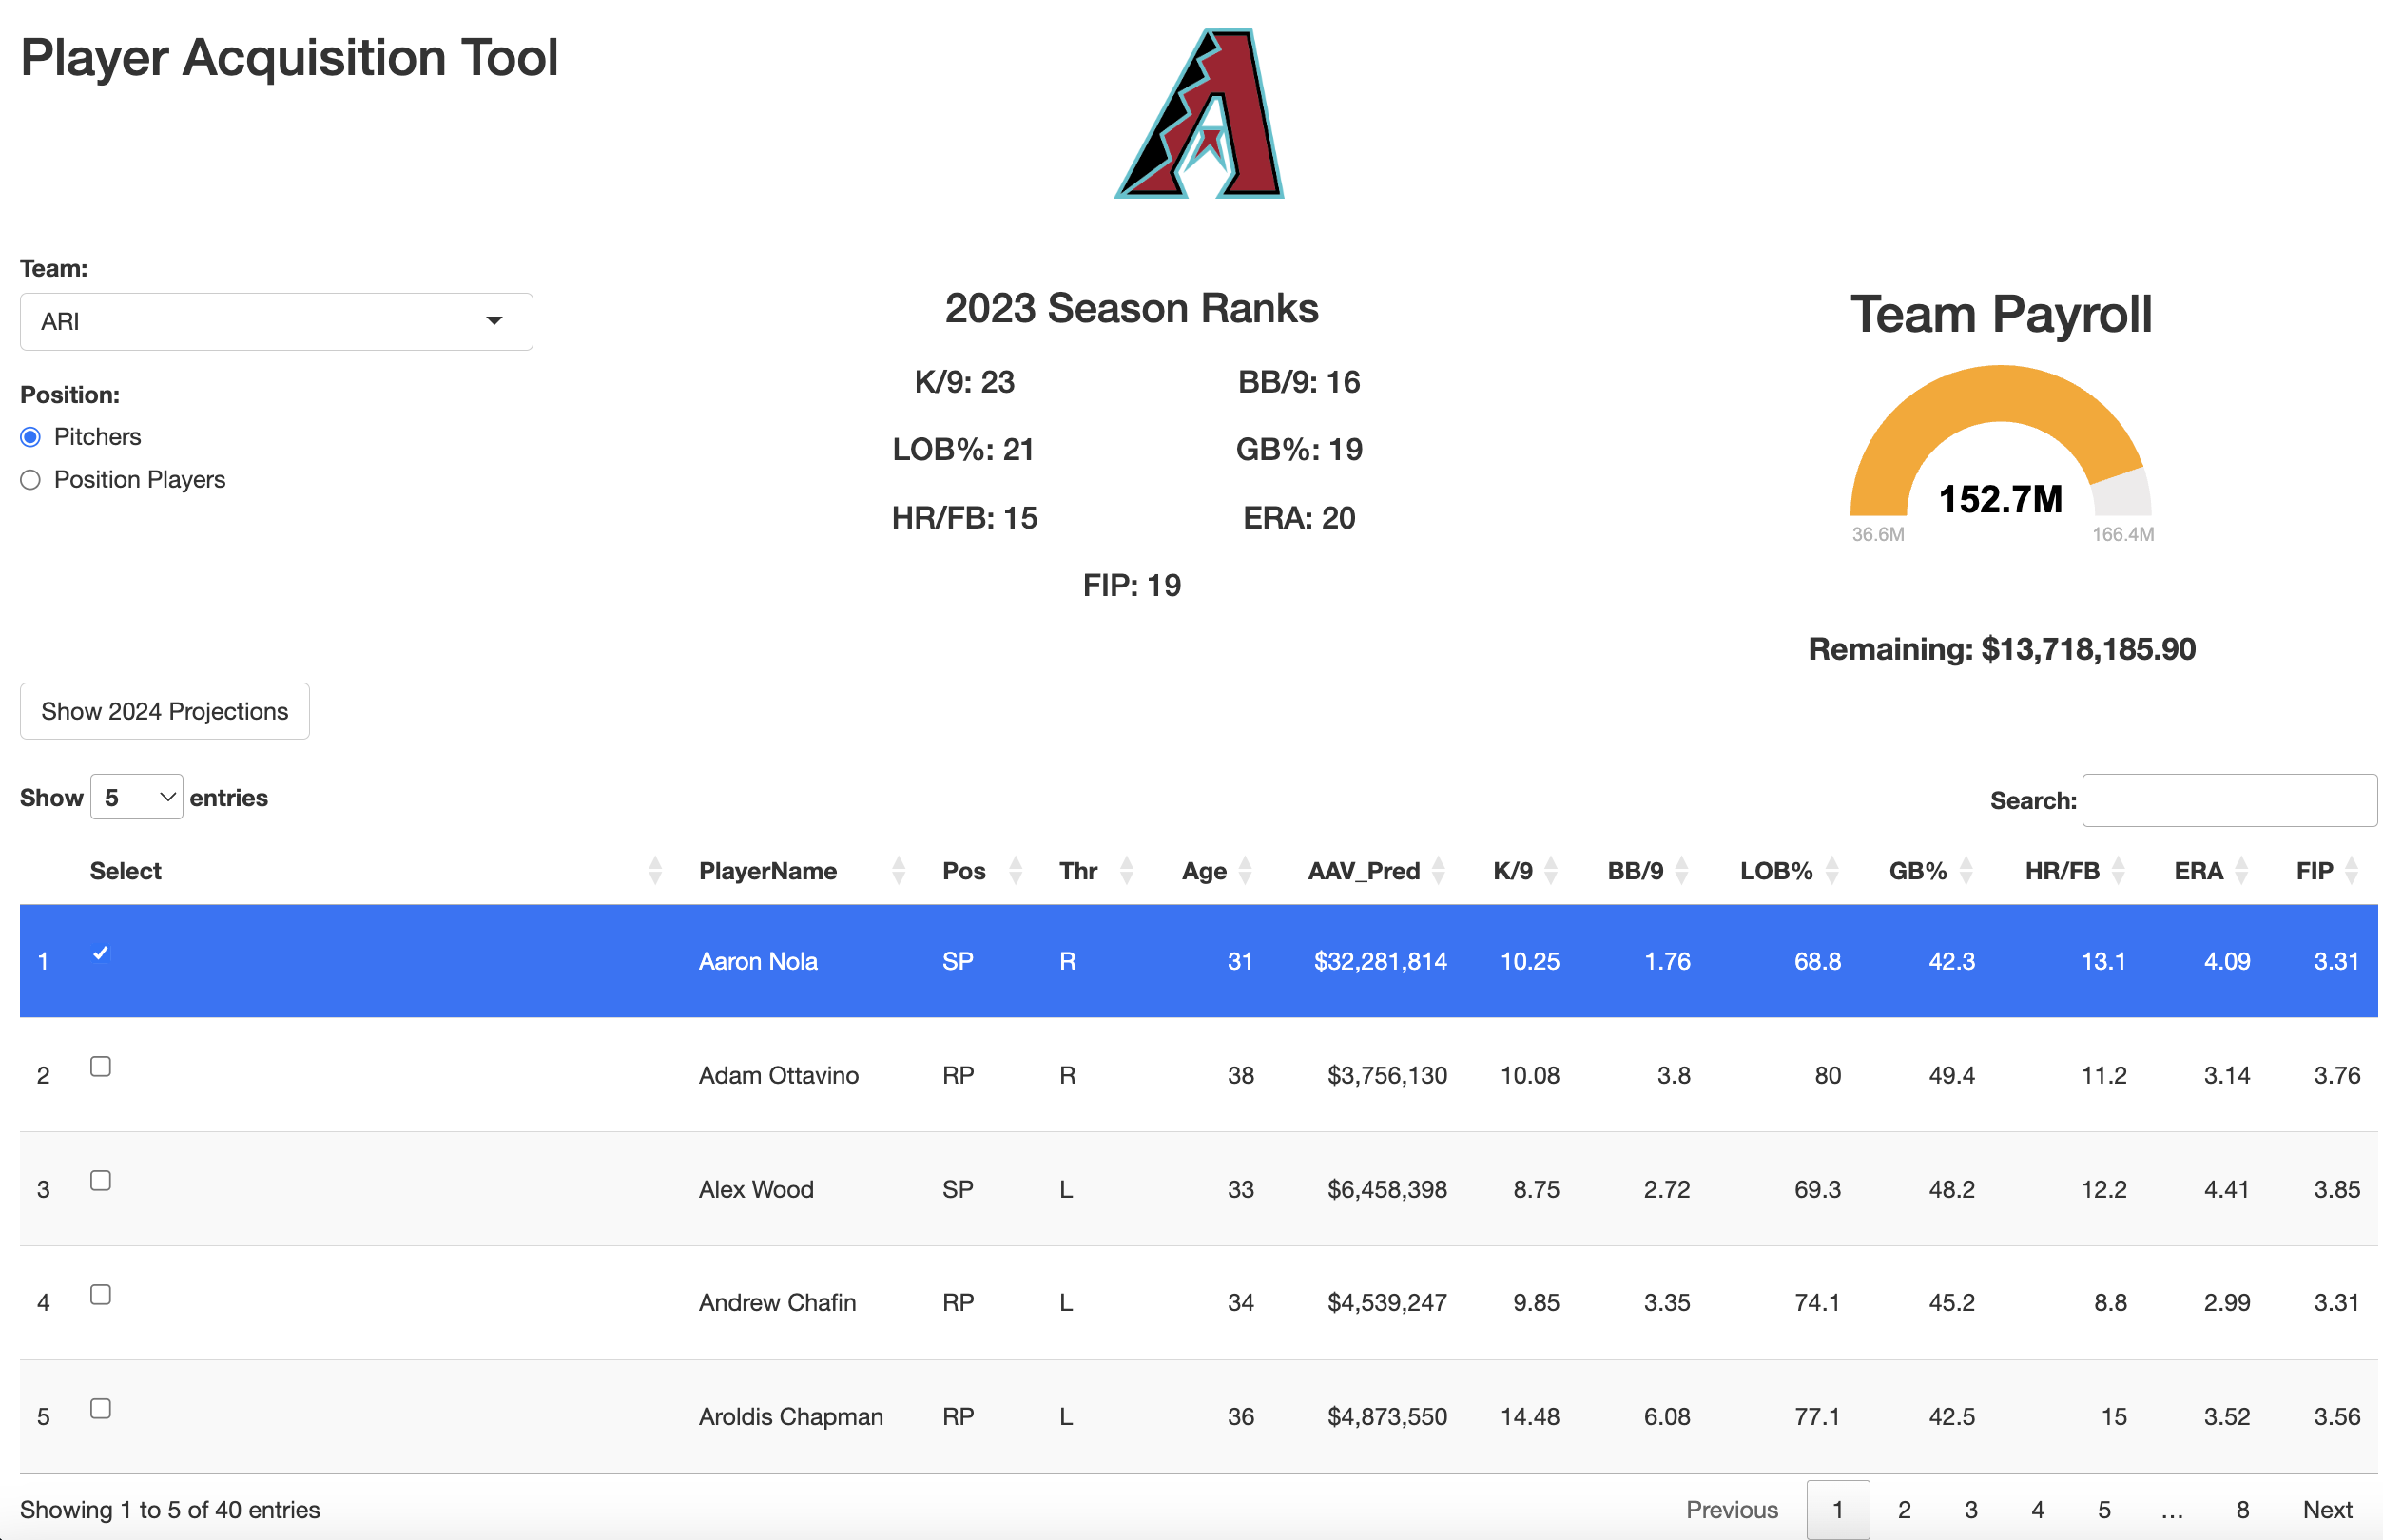 Player Acquisition Tool
Team:
ARI
Position:
Pitchers
Position Players
2023 Season Ranks
K/9: 23 BB/9: 16
LOB%: 21 GB%: 19
HR/FB: 15 ERA: 20
FIP: 19
Team Payroll
152.7M
36.6M 166.4M
Remaining: $13,718,185.90
Show 2024 Projections
Show 5 entries
Search:
Select PlayerName Pos Thr Age AAV_Pred K/9 BB/9 LOB% GB% HR/FB ERA FIP
1 Aaron Nola SP R 31 $32,281,814 10.25 1.76 68.8 42.3 13.1 4.09 3.31
2 Adam Ottavino RP R 38 $3,756,130 10.08 3.8 80 49.4 11.2 3.14 3.76
3 Alex Wood SP L 33 $6,458,398 8.75 2.72 69.3 48.2 12.2 4.41 3.85
4 Andrew Chafin RP L 34 $4,539,247 9.85 3.35 74.1 45.2 8.8 2.99 3.31
5 Aroldis Chapman RP L 36 $4,873,550 14.48 6.08 77.1 42.5 15 3.52 3.56
Showing 1 to 5 of 40 entries
Previous 1 2 3 4 5 … 8 Next